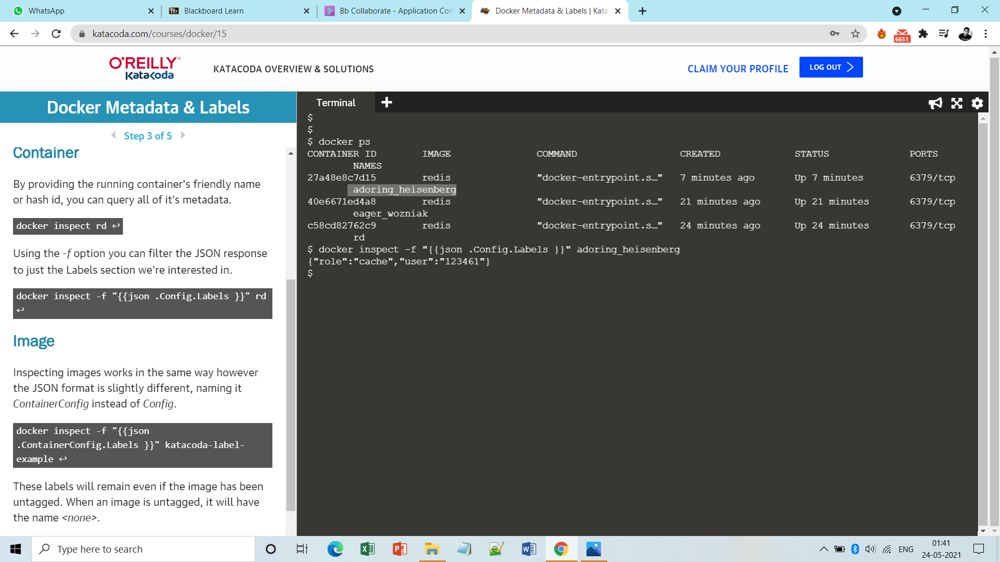 WhatsApp
Bb Blackboard Learn
Bb Collaborate - Application Con
Docker Metadata & Labels | Kata
katacoda.com/courses/docker/15
6651
O'REILLY®
Katacoda
KATACODA OVERVIEW & SOLUTIONS
CLAIM YOUR PROFILE
LOG OUT
Docker Metadata & Labels
Step 3 of 5
Container
By providing the running container's friendly name
or hash id, you can query all of it's metadata.
docker inspect rd ↩
Using the -f option you can filter the JSON response
to just the Labels section we're interested in.
docker inspect -f "{{json .Config.Labels }}" rd
↩
Image
Inspecting images works in the same way however
the JSON format is slightly different, naming it
ContainerConfig instead of Config.
docker inspect -f "{{json
.ContainerConfig.Labels }}" katacoda-label-
example ↩
These labels will remain even if the image has been
untagged. When an image is untagged, it will have
the name <none>.
Terminal
$
$
$ docker ps
CONTAINER ID IMAGE COMMAND CREATED STATUS PORTS
NAMES
27a48e8c7d15 redis "docker-entrypoint.s…" 7 minutes ago Up 7 minutes 6379/tcp
adoring_heisenberg
40e6671ed4a8 redis "docker-entrypoint.s…" 21 minutes ago Up 21 minutes 6379/tcp
eager_wozniak
c58cd82762c9 redis "docker-entrypoint.s…" 24 minutes ago Up 24 minutes 6379/tcp
rd
$ docker inspect -f "{{json .Config.Labels }}" adoring_heisenberg
{"role":"cache","user":"123461"}
$
Type here to search
ENG
01:41
24-05-2021